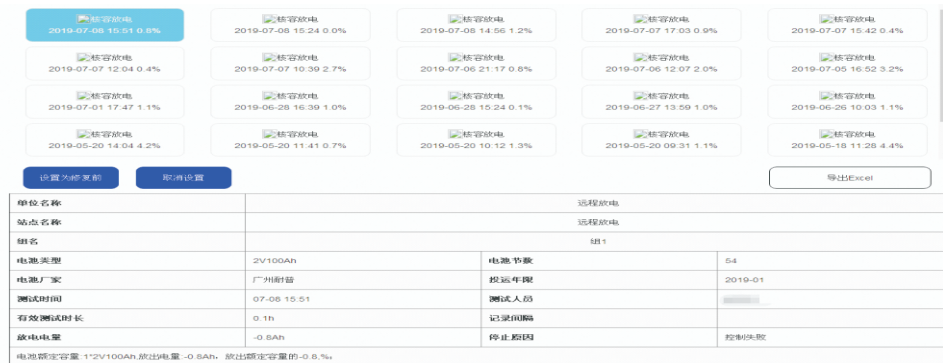 核容放电 核容放电 核容放电 核容放电 核容放电
2019-07-08 15:51 0.8% 2019-07-08 15:24 0.0% 2019-07-08 14:56 1.2% 2019-07-07 17:03 0.9% 2019-07-07 15:42 0.4%
核容放电 核容放电 核容放电 核容放电 核容放电
2019-07-07 12:04 0.4% 2019-07-07 10:39 2.7% 2019-07-06 21:17 0.8% 2019-07-06 12:07 2.0% 2019-07-05 16:52 3.2%
核容放电 核容放电 核容放电 核容放电 核容放电
2019-07-01 17:47 1.1% 2019-06-28 16:39 1.0% 2019-06-28 15:24 0.1% 2019-06-27 13:59 1.0% 2019-06-26 10:03 1.1%
核容放电 核容放电 核容放电 核容放电 核容放电
2019-05-20 14:04 4.2% 2019-05-20 11:41 0.7% 2019-05-20 10:12 1.3% 2019-05-20 09:31 1.1% 2019-05-18 11:28 4.4%
设置为修复前 取消设置 导出Excel
单位名称 远程放电
站点名称 远程放电
组名 组1
电池类型 2V100Ah 电池节数 54
电池厂家 广州耐普 投运年限 2019-01
测试时间 07-08 15:51 测试人员
有效测试时长 0.1h 记录间隔
放电电量 -0.8Ah 停止原因 控制失败
电池额定容量:1*2V100Ah,放出电量:-0.8Ah，放出额定容量的-0.8,%。